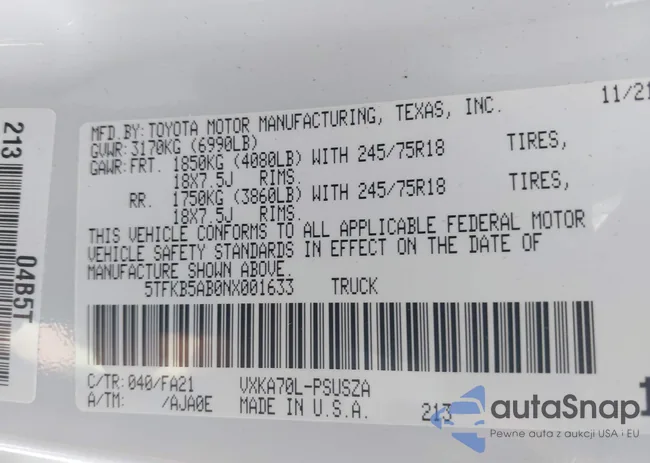 MFD.BY: TOYOTA MOTOR MANUFACTURING, TEXAS, INC. 11/21
GVWR: 3170KG (6990LB)
GAWR: FRT. 1850KG (4080LB) WITH 245/75R18 TIRES,
18X7.5J RIMS.
RR. 1750KG (3860LB) WITH 245/75R18 TIRES,
18X7.5J RIMS.
THIS VEHICLE CONFORMS TO ALL APPLICABLE FEDERAL MOTOR
VEHICLE SAFETY STANDARDS IN EFFECT ON THE DATE OF
MANUFACTURE SHOWN ABOVE.
5TFKB5AB0NX001633 TRUCK
C/TR: 040/FA21 VXKA70L-PSUSZA
A/TM: /AJA0E MADE IN U.S.A. 213
213 04B5T
autaSnap
Pewne auta z aukcji USA i EU